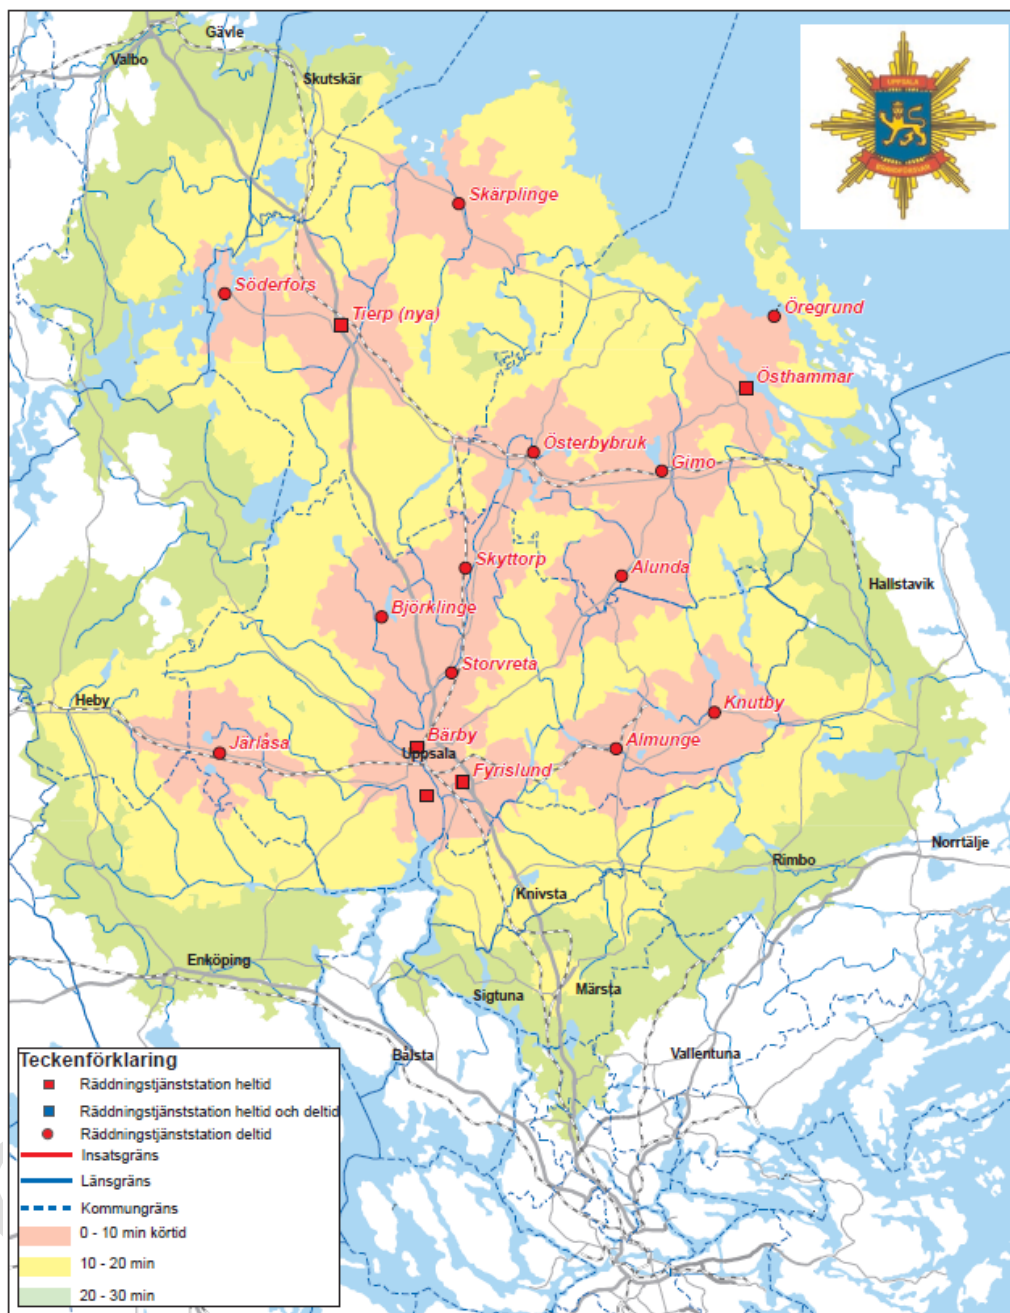 Gävle
Valbo
Skutskär
UPPSALA
BRANDFÖRSVAR
Skärplinge
Söderfors
Tierp (nya)
Öregrund
Östhammar
Österbybruk
Gimo
Skyttorp
Alunda
Hallstavik
Björklinge
Storvreta
Heby
Knutby
Järlåsa
Bärby
Uppsala
Almunge
Fyrislund
Norrtälje
Rimbo
Knivsta
Enköping
Sigtuna
Märsta
Bålsta
Vallentuna
Teckenförklaring
Räddningstjänststation heltid
Räddningstjänststation heltid och deltid
Räddningstjänststation deltid
Insatsgräns
Länsgräns
Kommungräns
0 - 10 min körtid
10 - 20 min
20 - 30 min